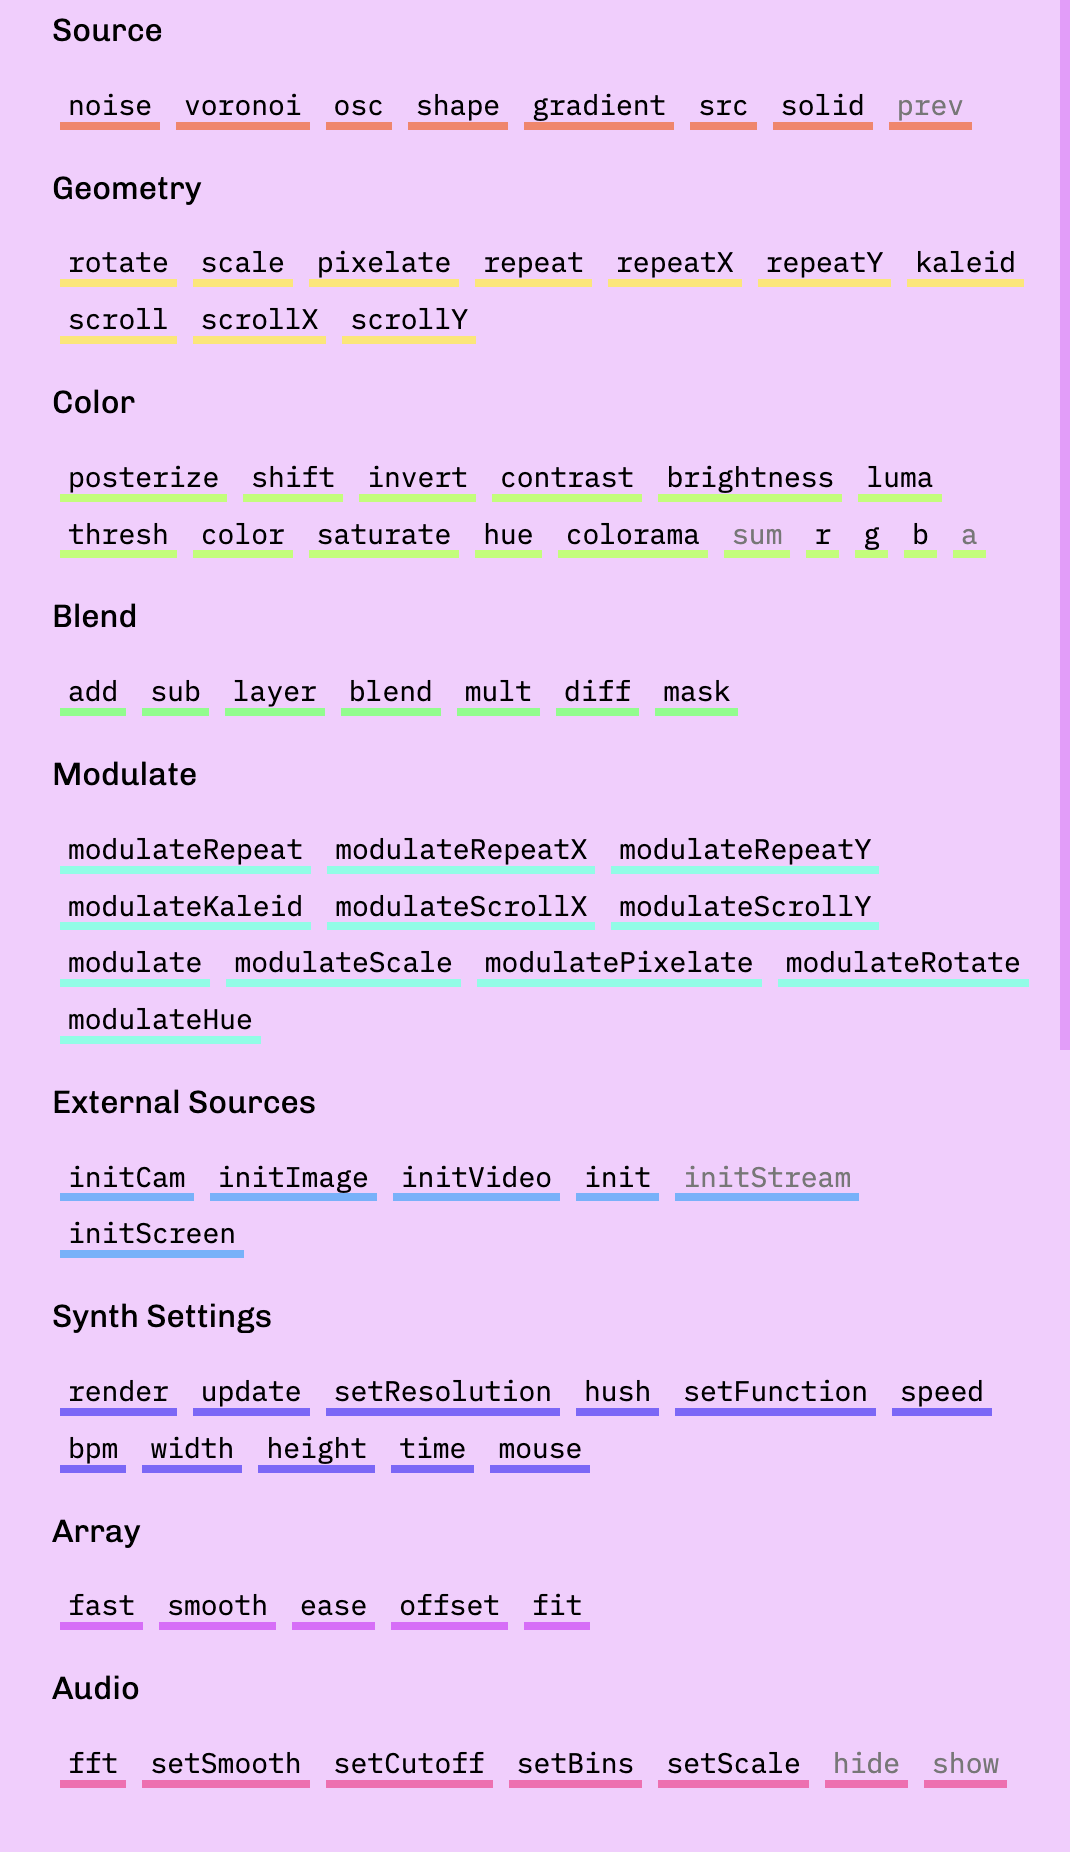 Source
noise voronoi osc shape gradient src solid prev
Geometry
rotate scale pixelate repeat repeatX repeatY kaleid
scroll scrollX scrollY
Color
posterize shift invert contrast brightness luma
thresh color saturate hue colorama sum r g b a
Blend
add sub layer blend mult diff mask
Modulate
modulateRepeat modulateRepeatX modulateRepeatY
modulateKaleid modulateScrollX modulateScrollY
modulate modulateScale modulatePixelate modulateRotate
modulateHue
External Sources
initCam initImage initVideo init initStream
initScreen
Synth Settings
render update setResolution hush setFunction speed
bpm width height time mouse
Array
fast smooth ease offset fit
Audio
fft setSmooth setCutoff setBins setScale hide show